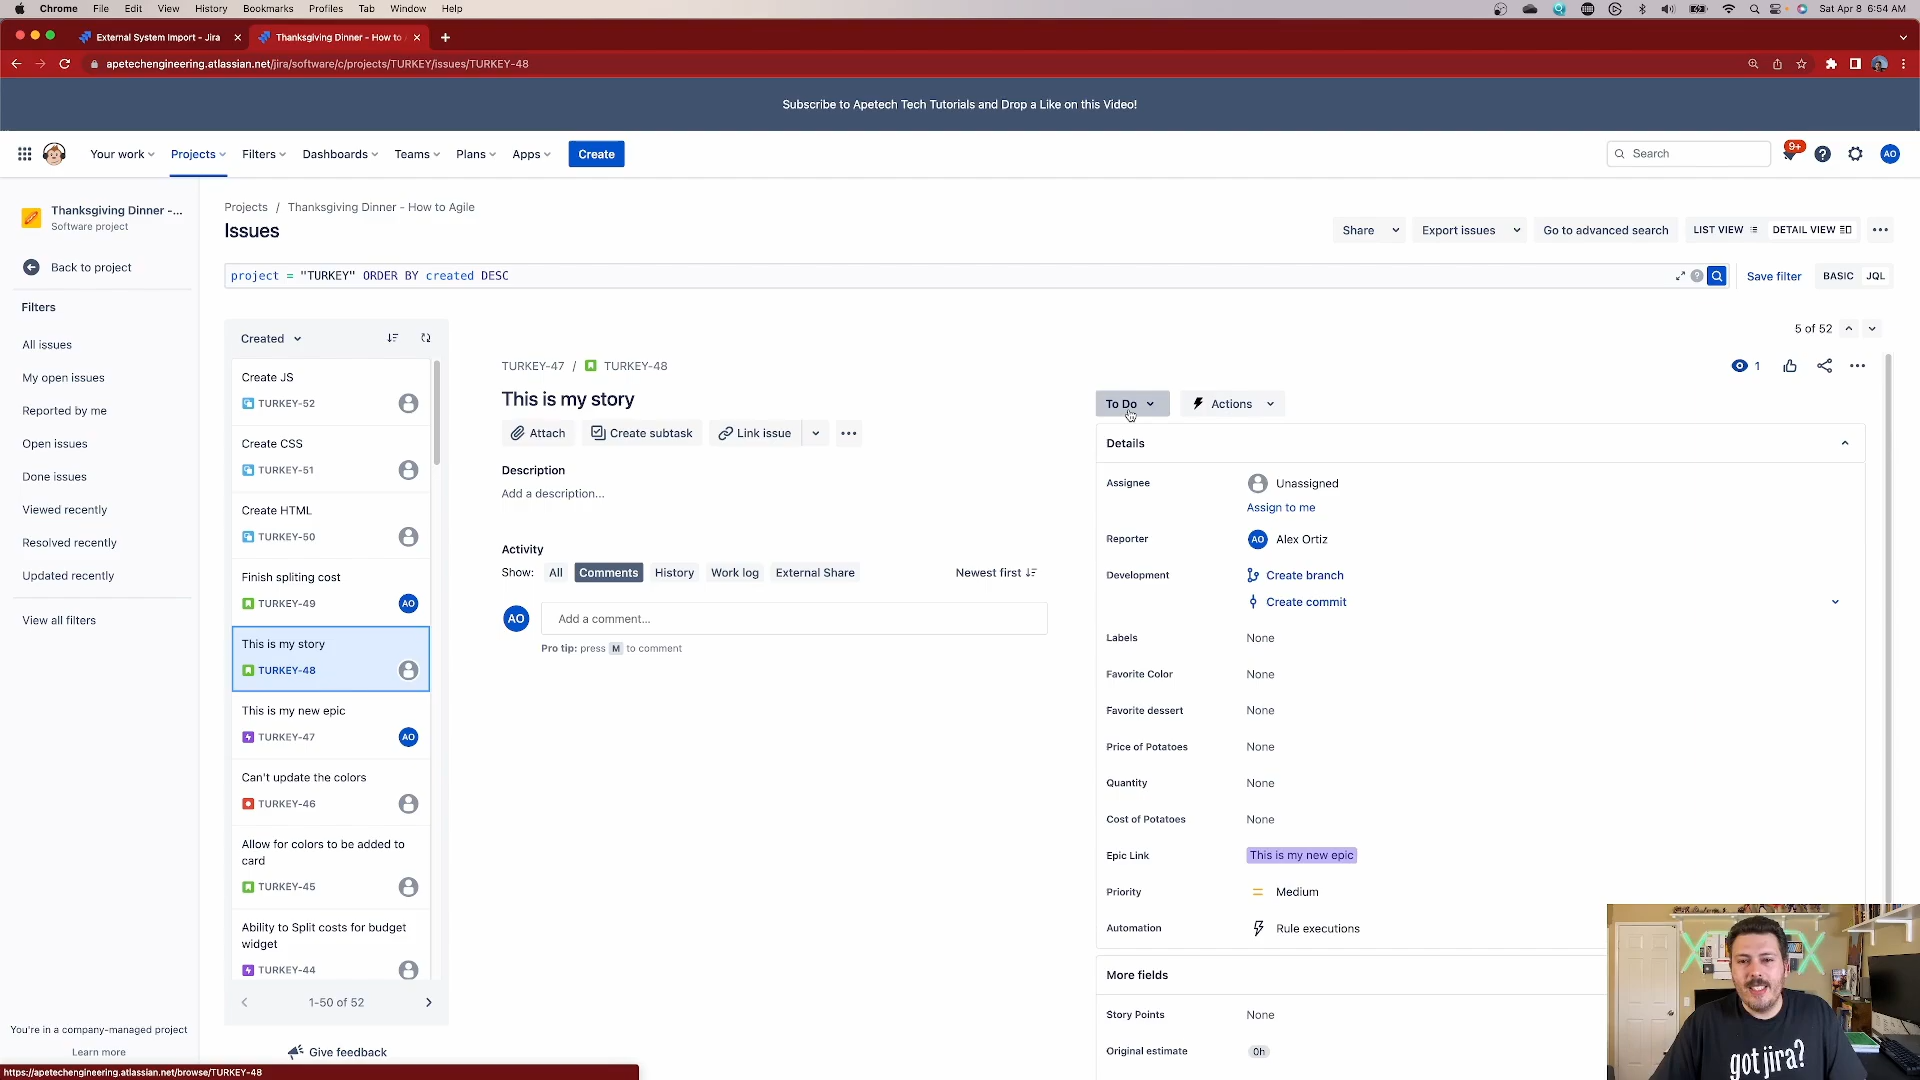 Chrome File Edit View History Bookmarks Profiles Tab Window Help
Sat Apr 8 6:54 AM
External System Import - Jira
Thanksgiving Dinner - How to
apetechengineering.atlassian.net/jira/software/c/projects/TURKEY/issues/TURKEY-48
Subscribe to Apetech Tech Tutorials and Drop a Like on this Video!
Your work Projects Filters Dashboards Teams Plans Apps Create
Search
9+
AO
Thanksgiving Dinner -...
Software project
Back to project
Filters
All issues
My open issues
Reported by me
Open issues
Done issues
Viewed recently
Resolved recently
Updated recently
View all filters
You're in a company-managed project
Learn more
Projects / Thanksgiving Dinner - How to Agile
Issues
Share Export issues Go to advanced search LIST VIEW DETAIL VIEW
project = "TURKEY" ORDER BY created DESC
Save filter BASIC JQL
Created
Create JS
TURKEY-52
Create CSS
TURKEY-51
Create HTML
TURKEY-50
Finish spliting cost
TURKEY-49 AO
This is my story
TURKEY-48
This is my new epic
TURKEY-47 AO
Can't update the colors
TURKEY-46
Allow for colors to be added to
card
TURKEY-45
Ability to Split costs for budget
widget
TURKEY-44
1-50 of 52
Give feedback
5 of 52
TURKEY-47 / TURKEY-48
1
This is my story
Attach Create subtask Link issue
Description
Add a description...
Activity
Show: All Comments History Work log External Share Newest first
AO Add a comment...
Pro tip: press M to comment
To Do Actions
Details
Assignee Unassigned
Assign to me
Reporter AO Alex Ortiz
Development Create branch
Create commit
Labels None
Favorite Color None
Favorite dessert None
Price of Potatoes None
Quantity None
Cost of Potatoes None
Epic Link This is my new epic
Priority Medium
Automation Rule executions
More fields
Story Points None
Original estimate 0h
got jira?
https://apetechengineering.atlassian.net/browse/TURKEY-48